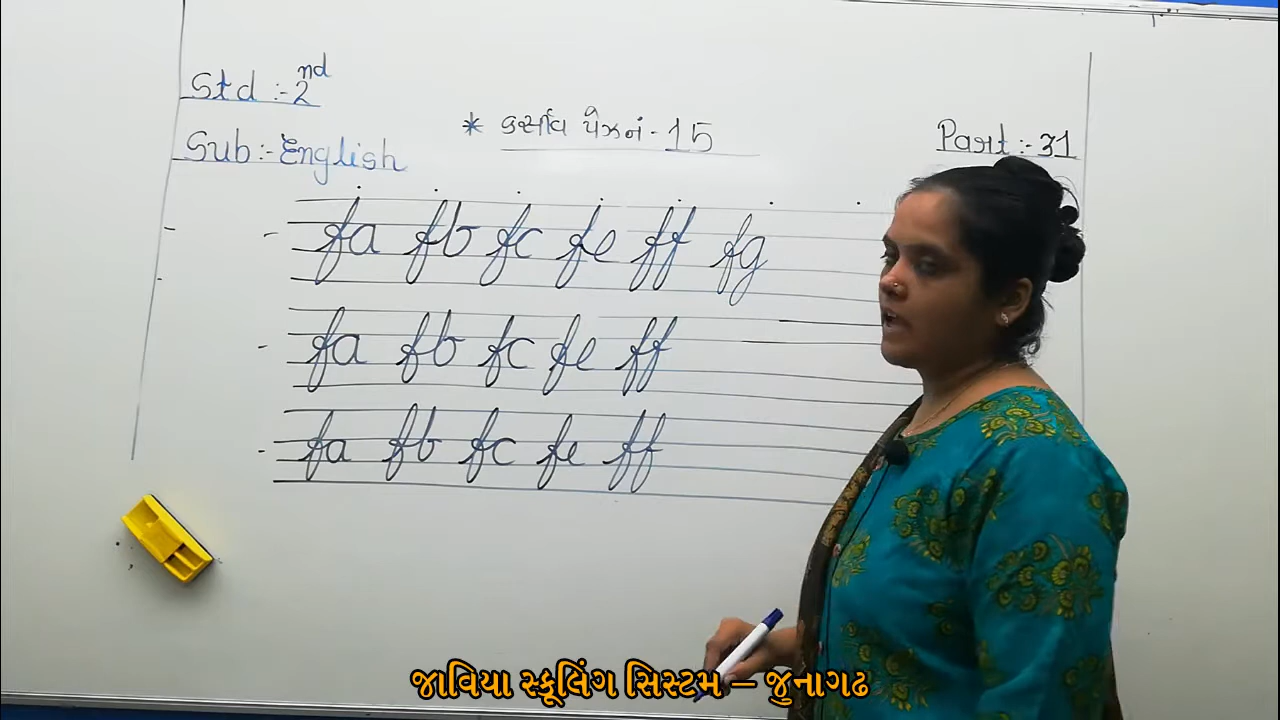 Std :- 2nd
* કર્સીવ પેજનં - 15
Part :- 31
Sub :- English
fa fb fc fe ff fg
fa fb fc fe ff
fa fb fc fe ff
જાવિયા સ્કૂલિંગ સિસ્ટમ – જુનાગઢ